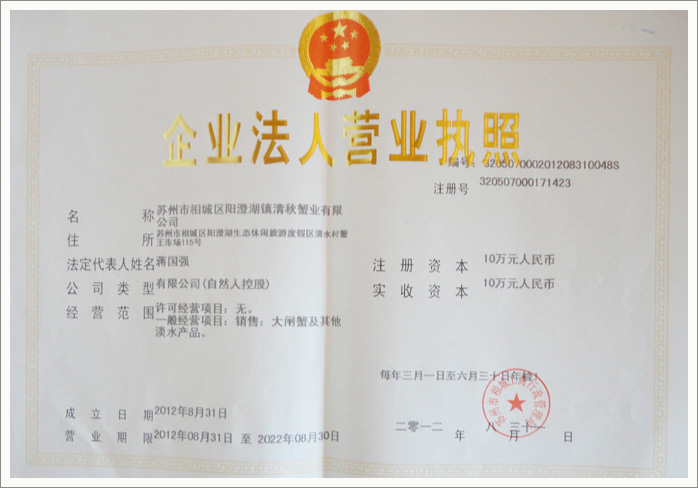 企业法人营业执照
编号：320507000201208310048S
注册号 320507000171423
名称 苏州市相城区阳澄湖镇清秋蟹业有限
公司
住所 苏州市相城区阳澄湖生态休闲旅游度假区清水村蟹
王市场115号
法定代表人姓名 蒋国强
注册资本 10万元人民币
公司类型 有限公司(自然人控股)
实收资本 10万元人民币
经营范围 许可经营项目：无。
一般经营项目：销售：大闸蟹及其他
淡水产品。
每年三月一日至六月三十日年检！
成立日期 2012年8月31日
营业期限 2012年08月31日 至 2022年08月30日
二零一二 年 八 月 三十一 日